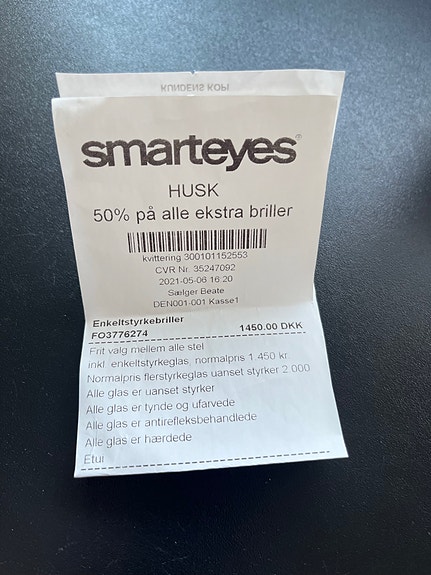 KUNDENS KOPI
smarteyes®
HUSK
50% på alle ekstra briller
kvittering 300101152553
CVR Nr. 35247092
2021-05-06 16:20
Sælger Beate
DEN001-001 Kasse1
Enkeltstyrkebriller
FO3776274 1450.00 DKK
Frit valg mellem alle stel
inkl. enkeltstyrkeglas, normalpris 1.450 kr.
Normalpris flerstyrkeglas uanset styrker 2.000
Alle glas er uanset styrker
Alle glas er tynde og ufarvede
Alle glas er antirefleksbehandlede
Alle glas er hærdede
Etui